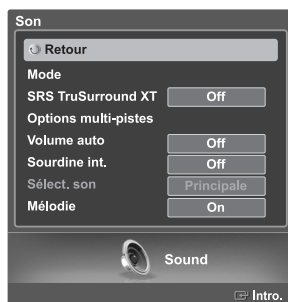 Son
Retour
Mode
SRS TruSurround XT Off
Options multi-pistes
Volume auto Off
Sourdine int. Off
Sélect. son Principale
Mélodie On
Sound
Intro.